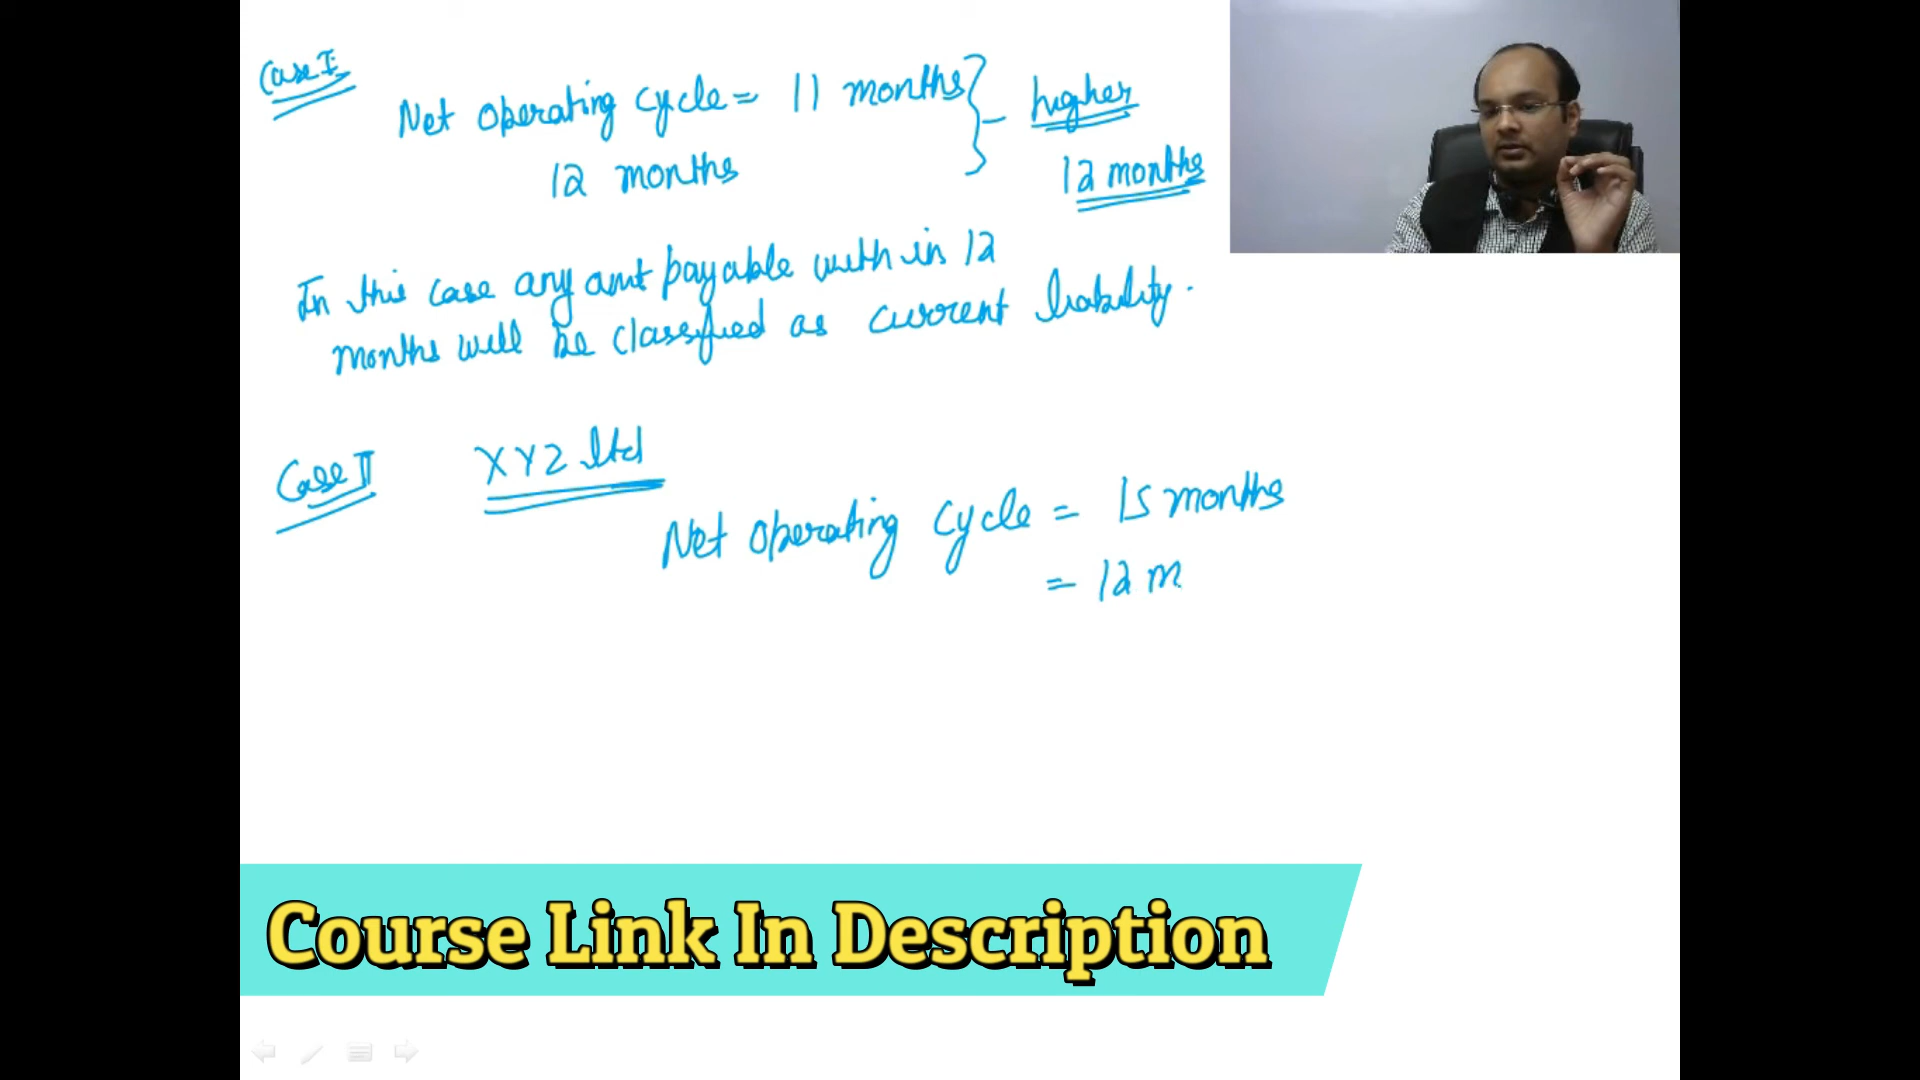 Case I
Net operating cycle = 11 months
12 months
higher
12 months
In this case any amt payable with in 12
months will be classified as current liability.
Case II
XYZ ltd
Net operating cycle = 15 months
= 12 m
Course Link In Description